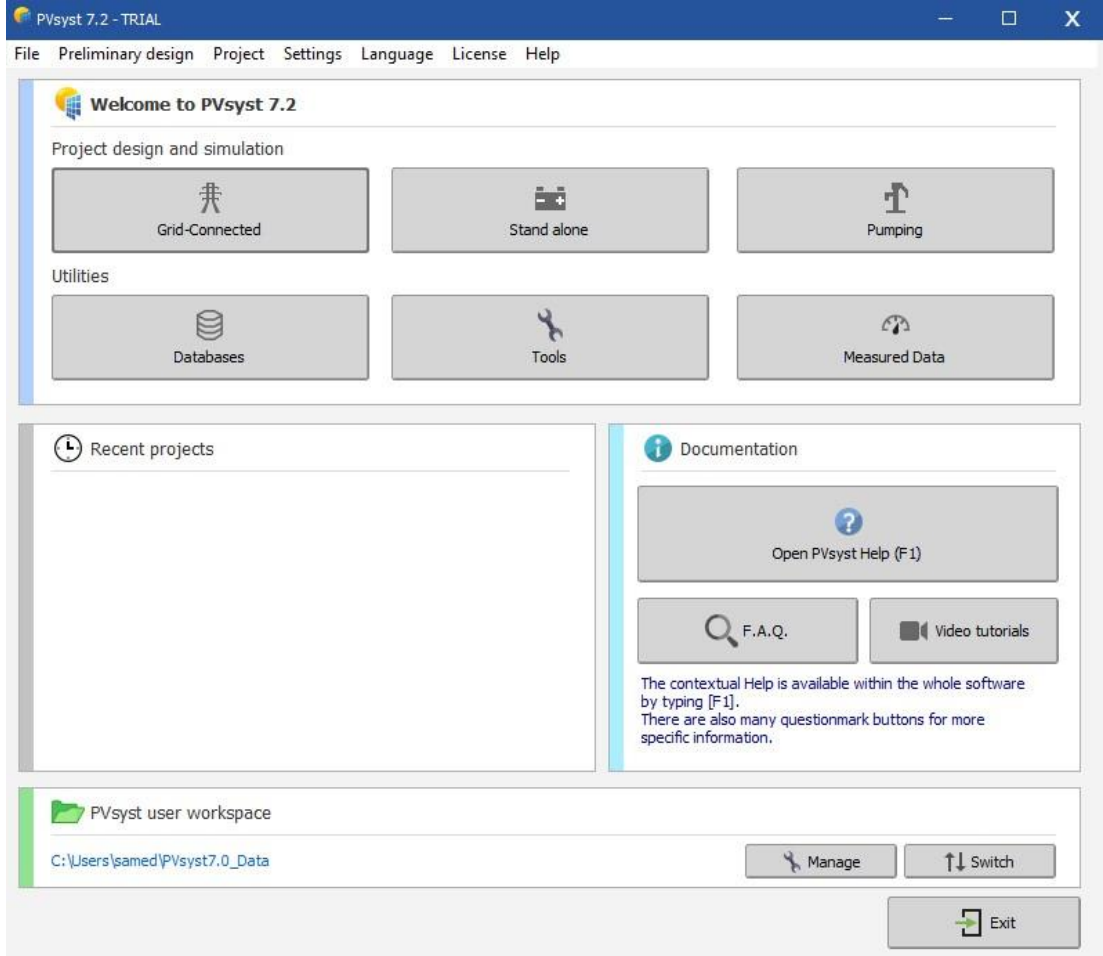 PVsyst 7.2 - TRIAL
File Preliminary design Project Settings Language License Help
Welcome to PVsyst 7.2
Project design and simulation
Grid-Connected
Stand alone
Pumping
Utilities
Databases
Tools
Measured Data
Recent projects
Documentation
Open PVsyst Help (F1)
F.A.Q.
Video tutorials
The contextual Help is available within the whole software
by typing [F1].
There are also many questionmark buttons for more
specific information.
PVsyst user workspace
C:\Users\samed\PVsyst7.0_Data
Manage
Switch
Exit